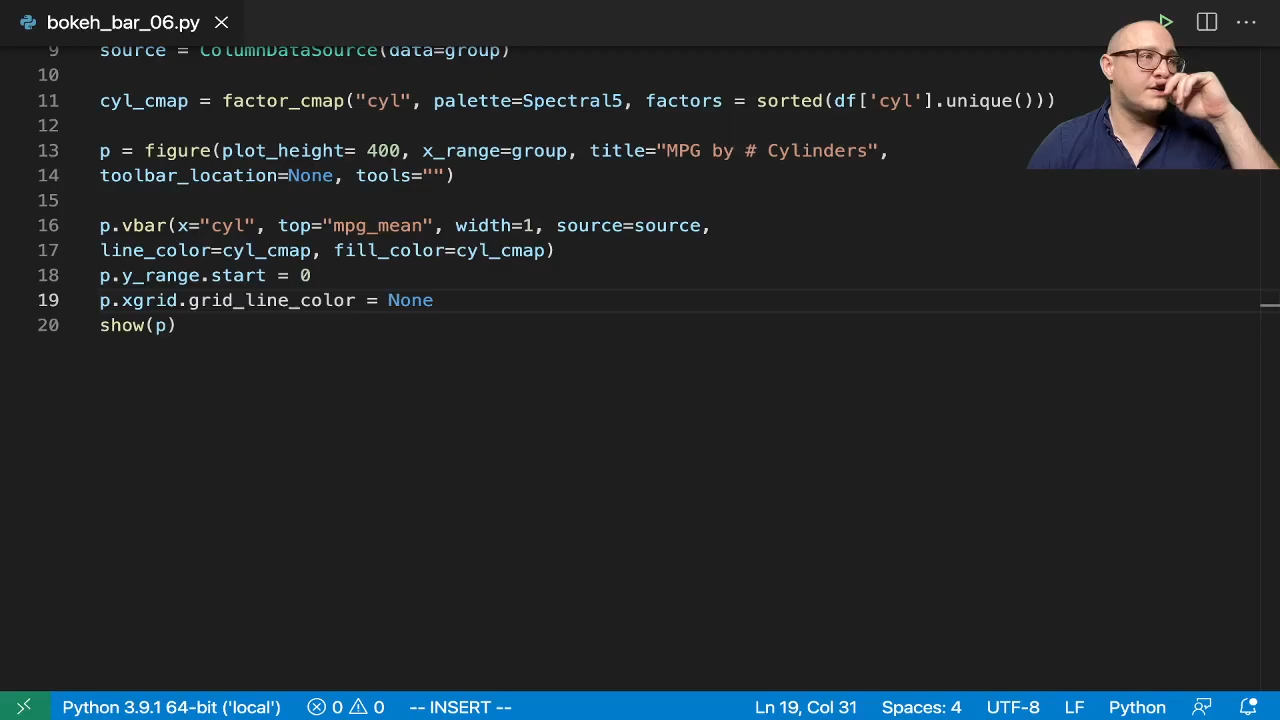 bokeh_bar_06.py
9 source = ColumnDataSource(data=group)
10
11 cyl_cmap = factor_cmap("cyl", palette=Spectral5, factors = sorted(df['cyl'].unique()))
12
13 p = figure(plot_height= 400, x_range=group, title="MPG by # Cylinders",
14 toolbar_location=None, tools="")
15
16 p.vbar(x="cyl", top="mpg_mean", width=1, source=source,
17 line_color=cyl_cmap, fill_color=cyl_cmap)
18 p.y_range.start = 0
19 p.xgrid.grid_line_color = None
20 show(p)
Python 3.9.1 64-bit ('local') 0 0 -- INSERT -- Ln 19, Col 31 Spaces: 4 UTF-8 LF Python